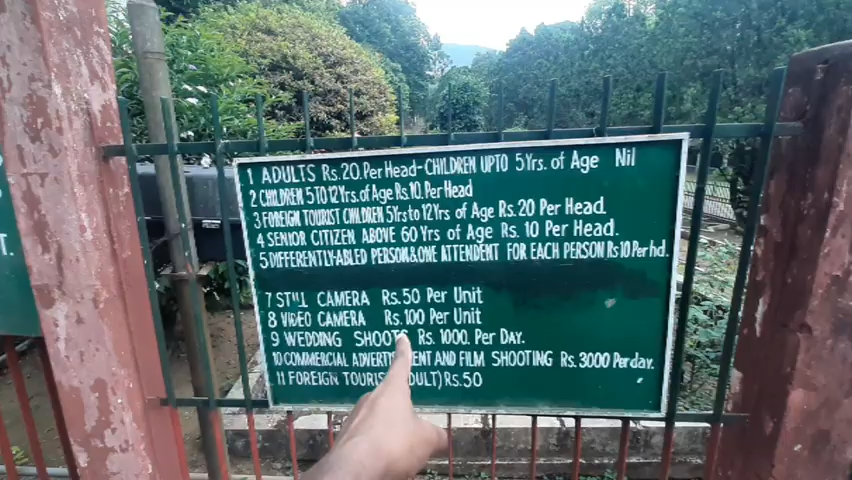 1 ADULTS Rs.20.Per Head-CHILDREN UPTO 5Yrs. of Age Nil
2 CHILDREN 5TO12Yrs.of Age Rs.10.Per Head
3 FOREIGN TOURIST CHILDREN 5Yrs to 12Yrs of Age Rs.20 Per Head.
4 SENIOR CITIZEN ABOVE 60 Yrs of Age Rs.10 Per Head.
5 DIFFERENTLY-ABLED PERSON&ONE ATTENDENT FOR EACH PERSON Rs10 Per hd.
7 STILL CAMERA Rs.50 Per Unit
8 VIDEO CAMERA Rs.100 Per Unit
9 WEDDING SHOOTS Rs.1000.Per Day.
10 COMMERCIAL AND FILM SHOOTING Rs.3000 Per day.
11 FOREIGN Rs.50
T.